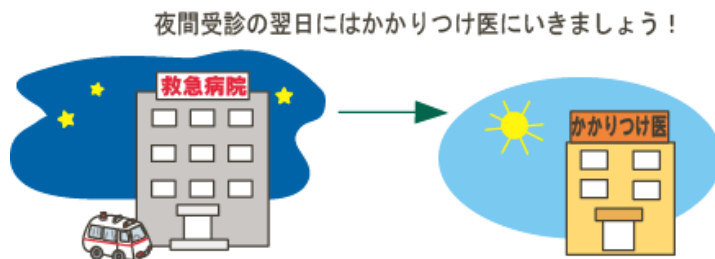 夜間受診の翌日にはかかりつけ医にいきましょう！
救急病院
かかりつけ医